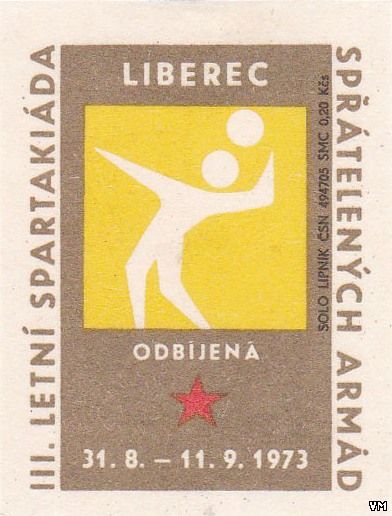 III. LETNÍ SPARTAKIÁDA
SPŘÁTELENÝCH ARMÁD
LIBEREC
SOLO LIPNÍK ČSN 494705 SMC 0,20 Kčs
ODBÍJENÁ
31. 8. – 11. 9. 1973
VM